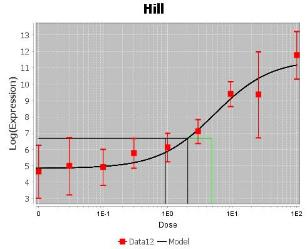 Hill
13
12
11
10
9
8
7
6
5
4
3
Log(Expression)
0
1E-1
1E0
1E1
1E2
Dose
Data12
Model